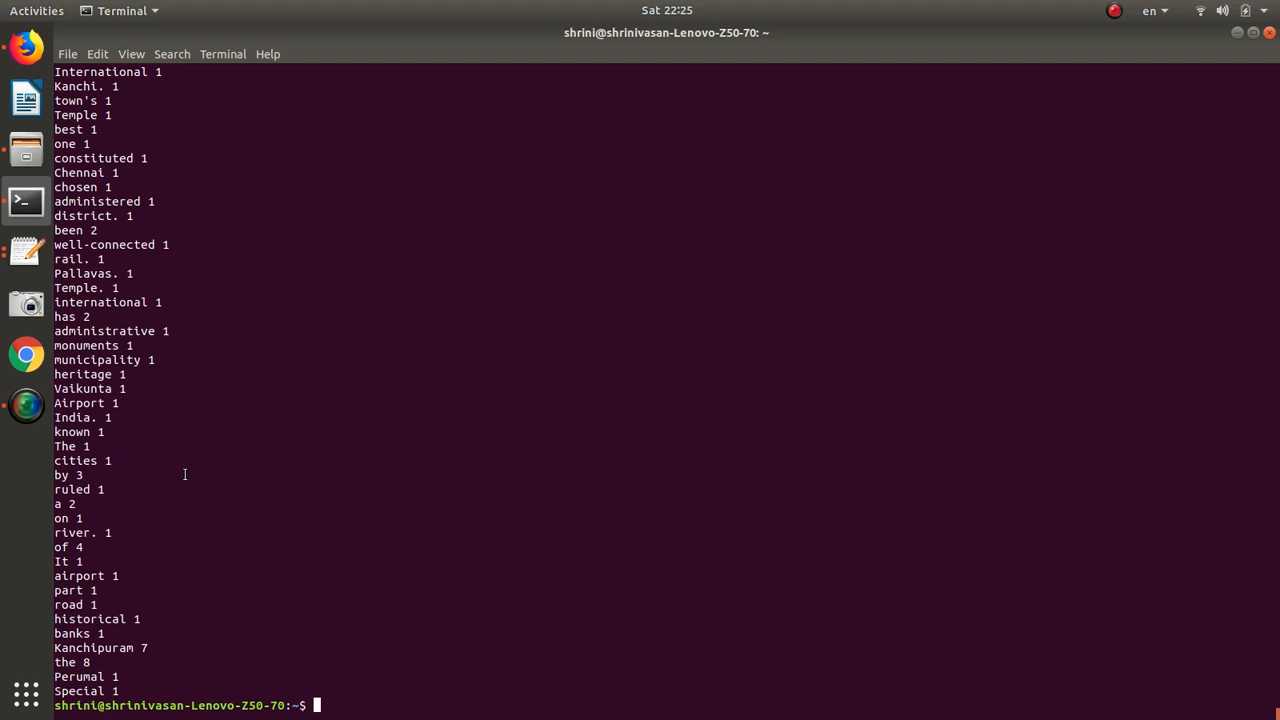 Activities
Terminal
Sat 22:25
en
shrini@shrinivasan-Lenovo-Z50-70: ~
File Edit View Search Terminal Help
International 1
Kanchi. 1
town's 1
Temple 1
best 1
one 1
constituted 1
Chennai 1
chosen 1
administered 1
district. 1
been 2
well-connected 1
rail. 1
Pallavas. 1
Temple. 1
international 1
has 2
administrative 1
monuments 1
municipality 1
heritage 1
Vaikunta 1
Airport 1
India. 1
known 1
The 1
cities 1
by 3
ruled 1
a 2
on 1
river. 1
of 4
It 1
airport 1
part 1
road 1
historical 1
banks 1
Kanchipuram 7
the 8
Perumal 1
Special 1
shrini@shrinivasan-Lenovo-Z50-70:~$